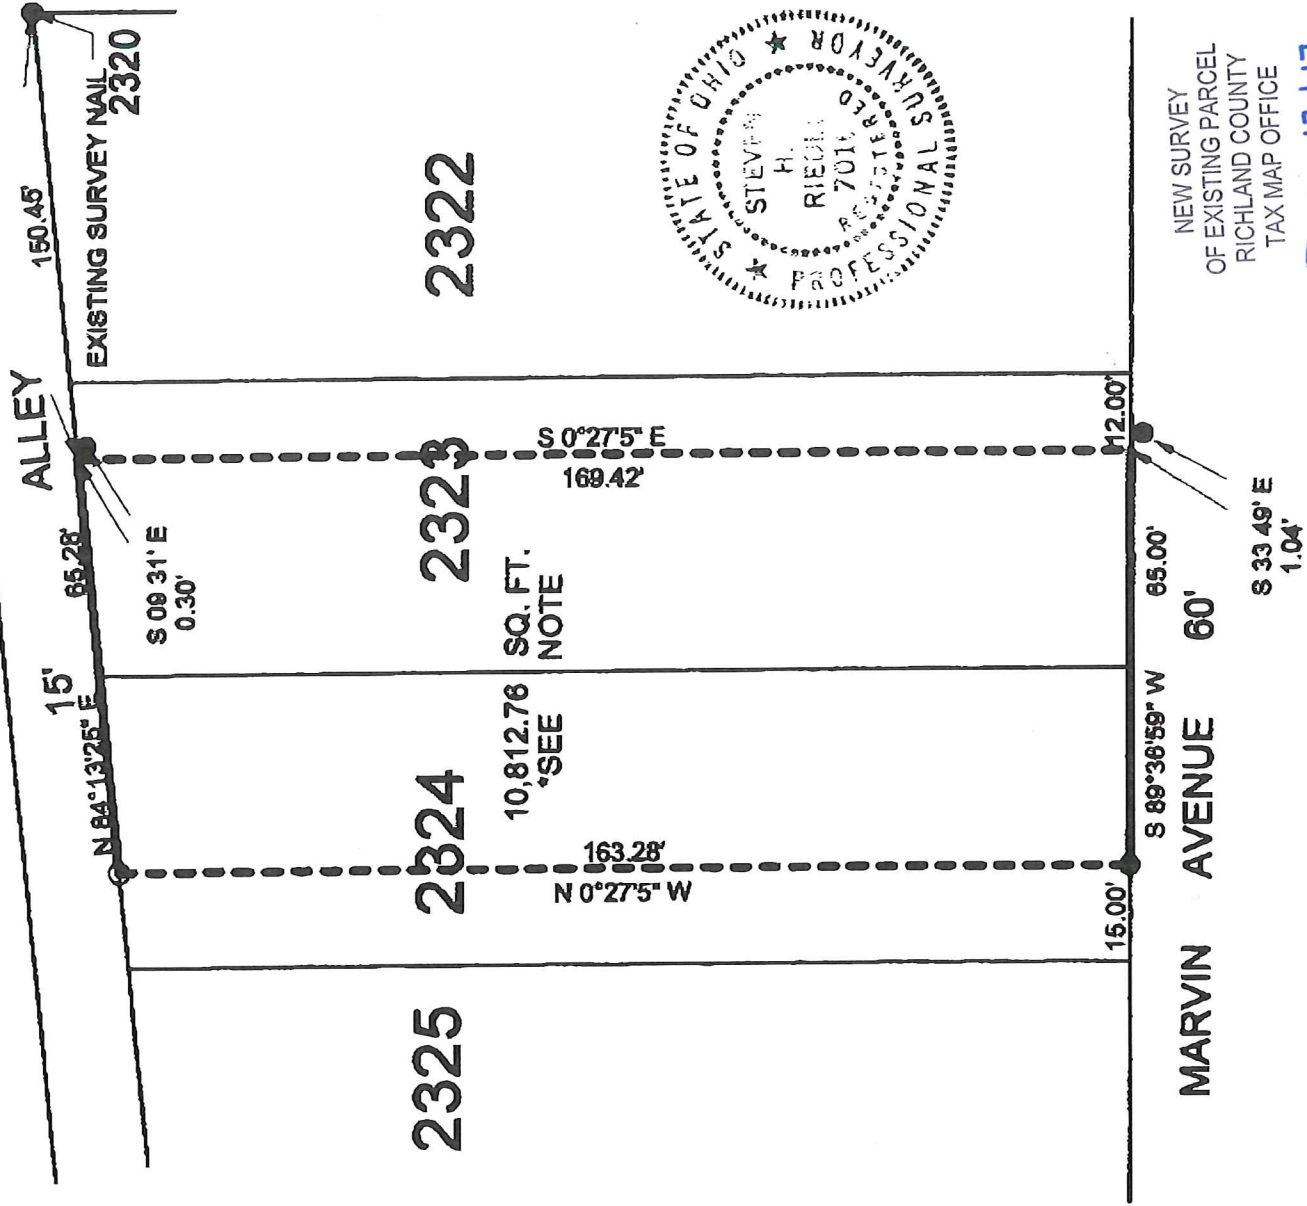 2320
EXISTING SURVEY NAIL
150.45'
ALLEY
15'
65.28'
N 84°13'25" E
S 09 31' E
0.30'
2322
2323
2324
2325
S 0°27'5" E
169.42'
10,812.76 SQ. FT.
*SEE NOTE
163.28'
N 0°27'5" W
12.00'
65.00'
S 89°36'59" W
15.00'
S 33 49' E
1.04'
MARVIN AVENUE 60'
STATE OF OHIO
STEVEN
H.
REGISTERED
PROFESSIONAL SURVEYOR
NEW SURVEY
OF EXISTING PARCEL
RICHLAND COUNTY
TAX MAP OFFICE